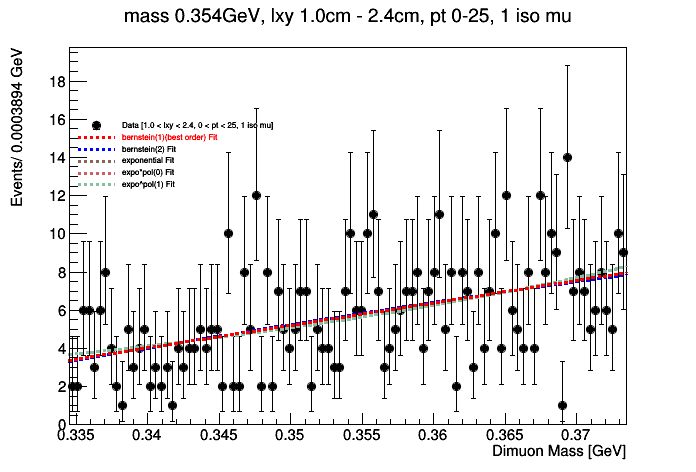 mass 0.354GeV, lxy 1.0cm - 2.4cm, pt 0-25, 1 iso mu
Events/ 0.0003894 GeV
18
16
14
12
10
8
6
4
2
0
Data [1.0 < lxy < 2.4, 0 < pt < 25, 1 iso mu]
bernstein(1)(best order) Fit
bernstein(2) Fit
exponential Fit
expo*pol(0) Fit
expo*pol(1) Fit
0.335 0.34 0.345 0.35 0.355 0.36 0.365 0.37
Dimuon Mass [GeV]